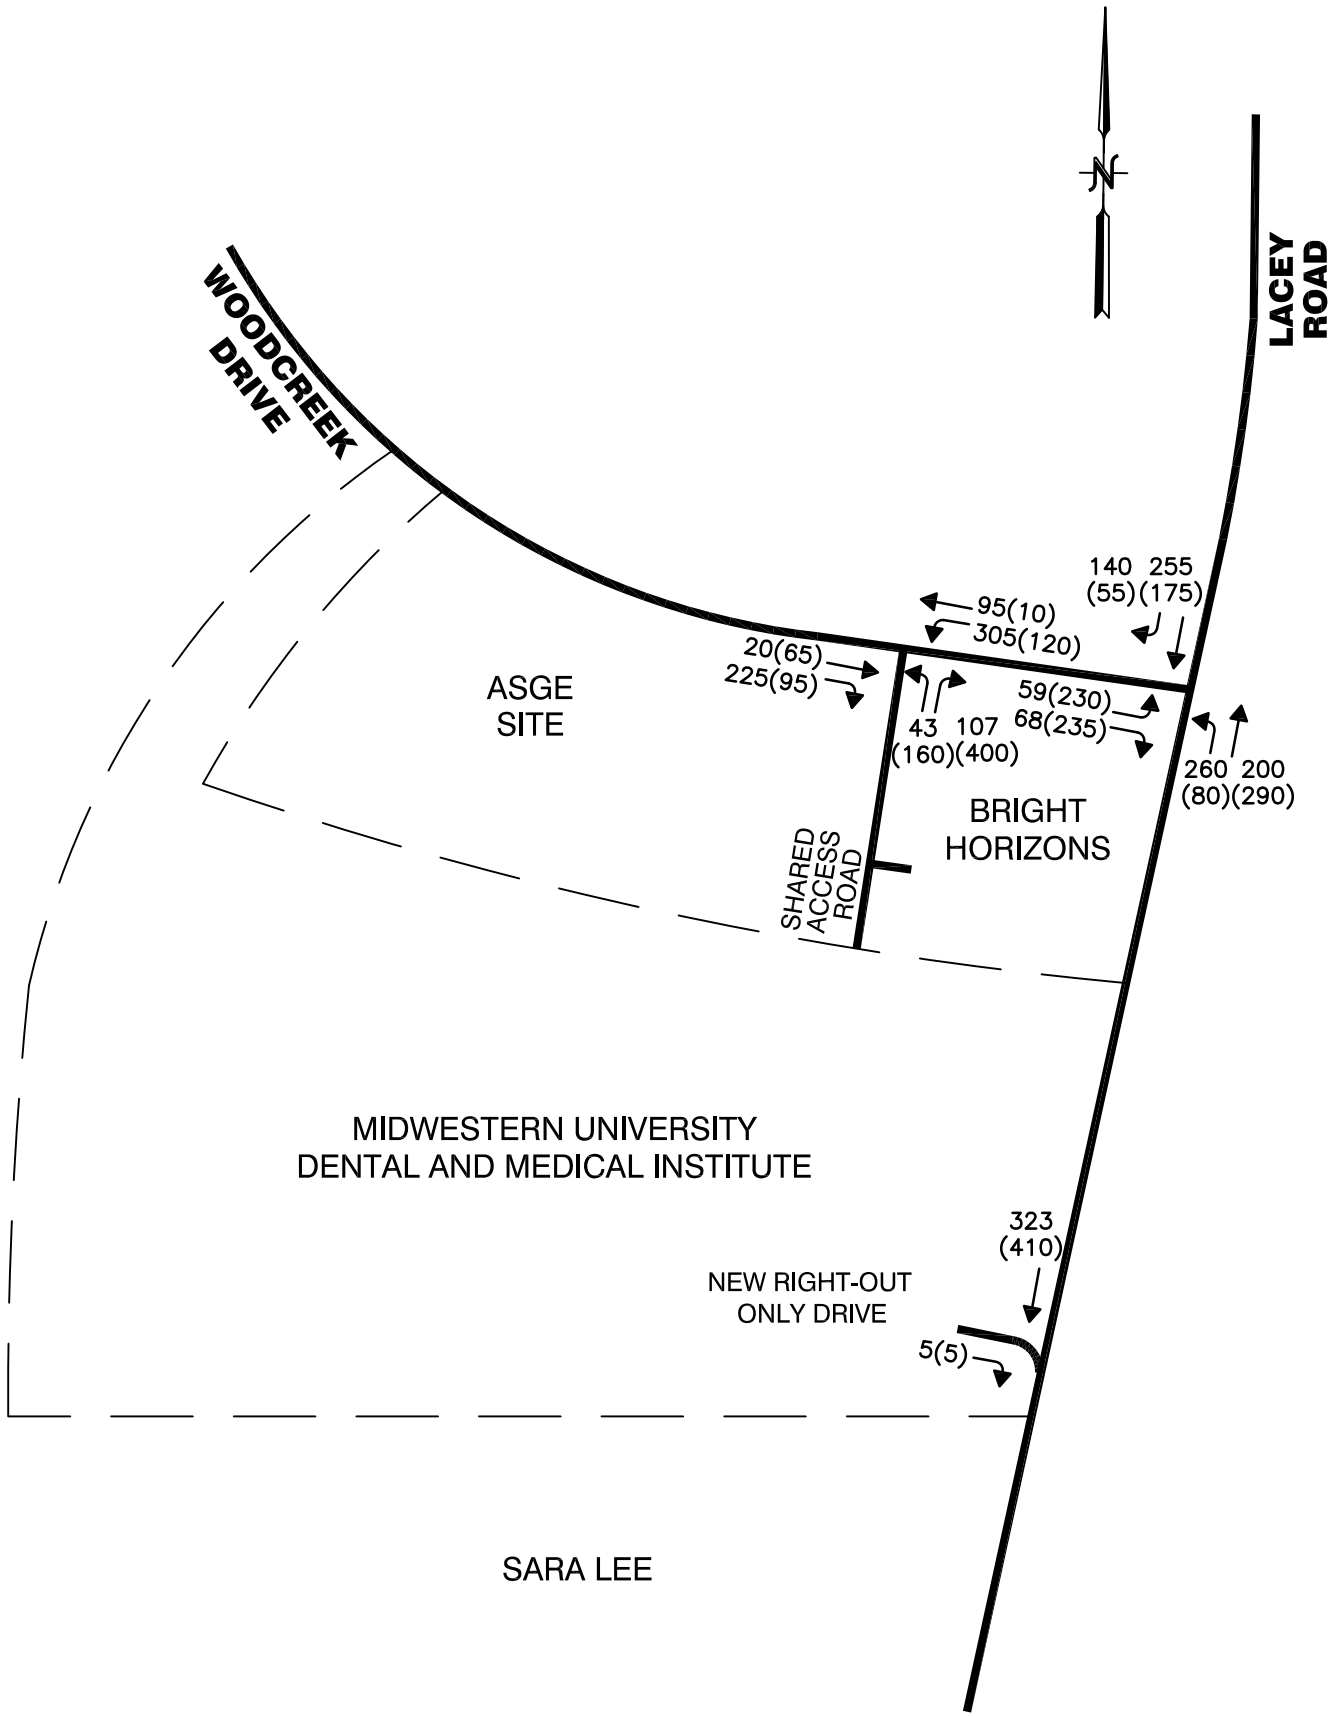 N
LACEY
ROAD
WOODCREEK
DRIVE
140 255
(55)(175)
95(10)
305(120)
20(65)
225(95)
59(230)
68(235)
43 107
(160)(400)
260 200
(80)(290)
ASGE
SITE
BRIGHT
HORIZONS
SHARED
ACCESS
ROAD
MIDWESTERN UNIVERSITY
DENTAL AND MEDICAL INSTITUTE
323
(410)
NEW RIGHT-OUT
ONLY DRIVE
5(5)
SARA LEE